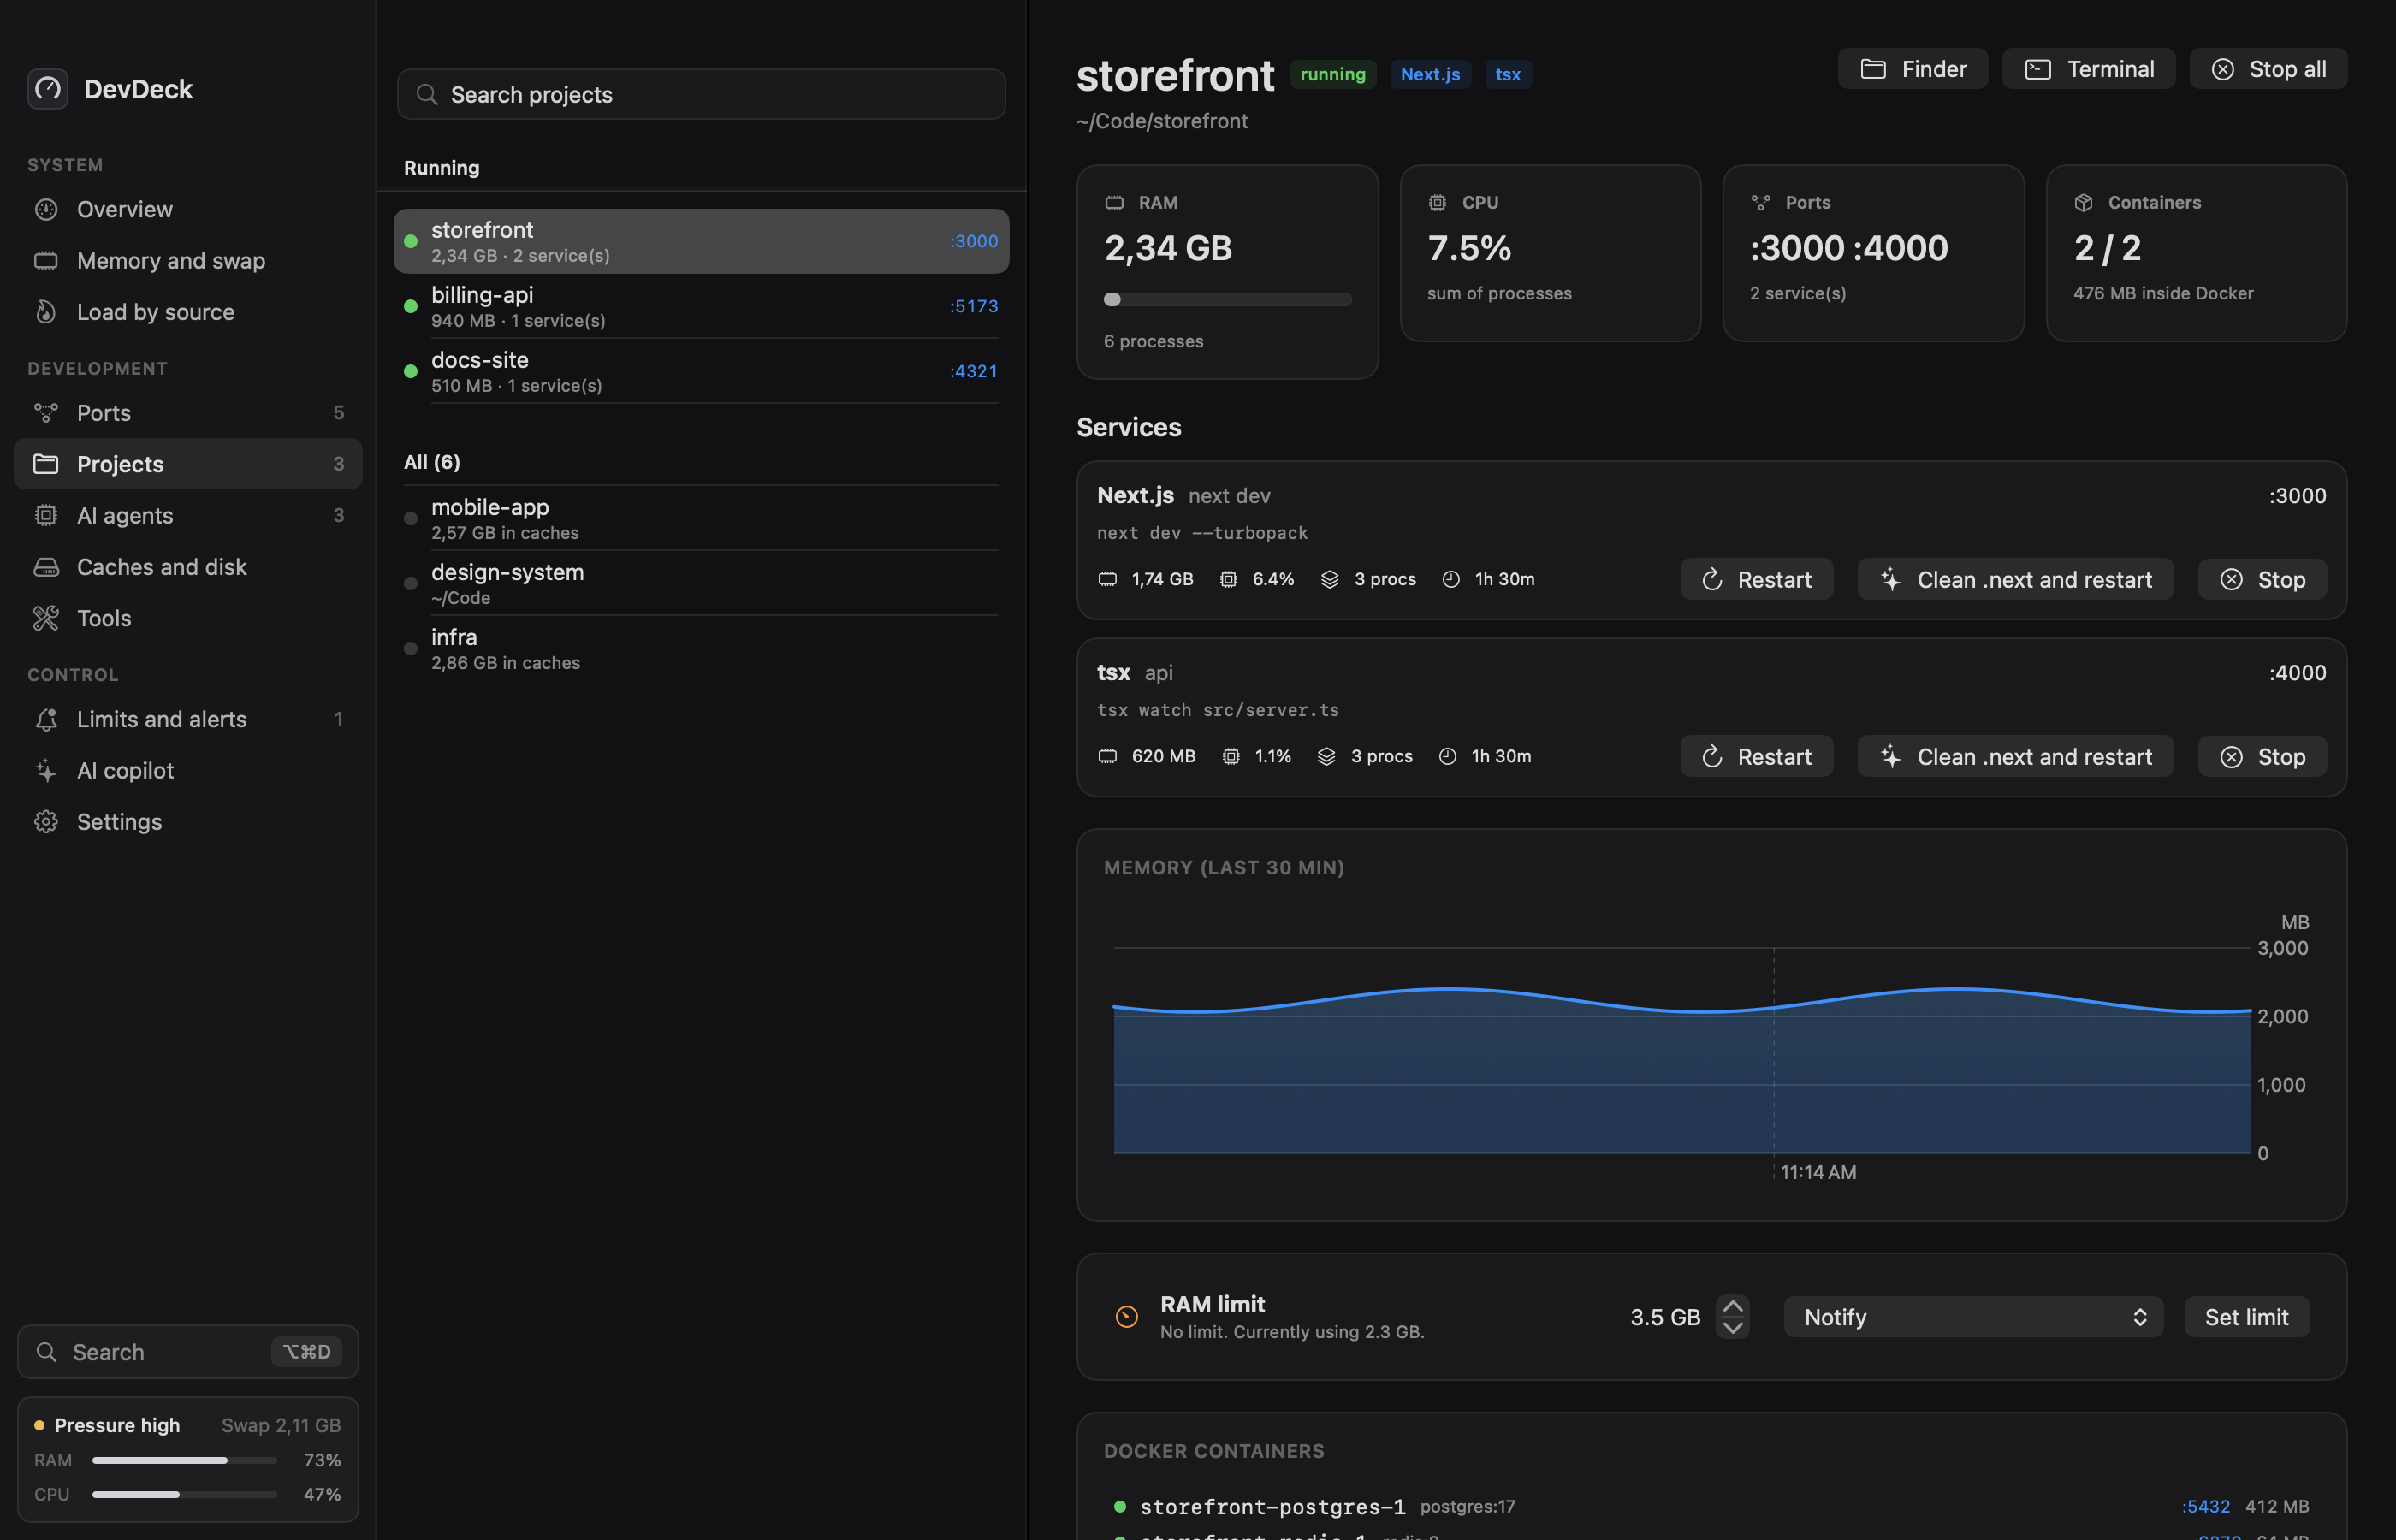 DevDeck
SYSTEM
Overview
Memory and swap
Load by source
DEVELOPMENT
Ports 5
Projects 3
AI agents 3
Caches and disk
Tools
CONTROL
Limits and alerts 1
AI copilot
Settings
Search ⌥⌘D
Pressure high Swap 2,11 GB
RAM 73%
CPU 47%
Search projects
Running
storefront
2,34 GB · 2 service(s) :3000
billing-api
940 MB · 1 service(s) :5173
docs-site
510 MB · 1 service(s) :4321
All (6)
mobile-app
2,57 GB in caches
design-system
~/Code
infra
2,86 GB in caches
storefront running Next.js tsx
~/Code/storefront
Finder Terminal Stop all
RAM
2,34 GB
6 processes
CPU
7.5%
sum of processes
Ports
:3000 :4000
2 service(s)
Containers
2 / 2
476 MB inside Docker
Services
Next.js next dev :3000
next dev --turbopack
1,74 GB 6.4% 3 procs 1h 30m Restart Clean .next and restart Stop
tsx api :4000
tsx watch src/server.ts
620 MB 1.1% 3 procs 1h 30m Restart Clean .next and restart Stop
MEMORY (LAST 30 MIN)
MB
3,000
2,000
1,000
0
11:14 AM
RAM limit
No limit. Currently using 2.3 GB.
3.5 GB Notify Set limit
DOCKER CONTAINERS
storefront-postgres-1 postgres:17 :5432 412 MB